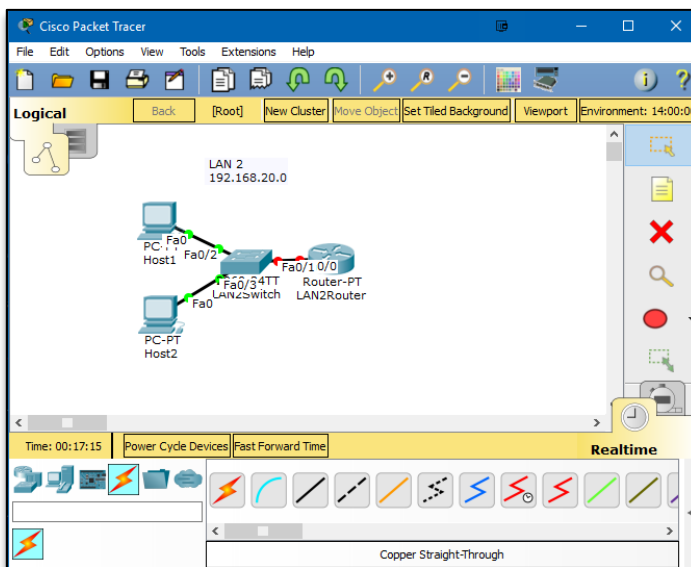 Cisco Packet Tracer
File Edit Options View Tools Extensions Help
Logical Back [Root] New Cluster Move Object Set Tiled Background Viewport Environment: 14:00:0
LAN 2
192.168.20.0
Fa0
Host1
Fa0/2
Fa0/1 0/0
Fa0/3
Router-PT
LAN2Switch
LAN2Router
Fa0
PC-PT
Host2
Time: 00:17:15 Power Cycle Devices Fast Forward Time Realtime
Copper Straight-Through